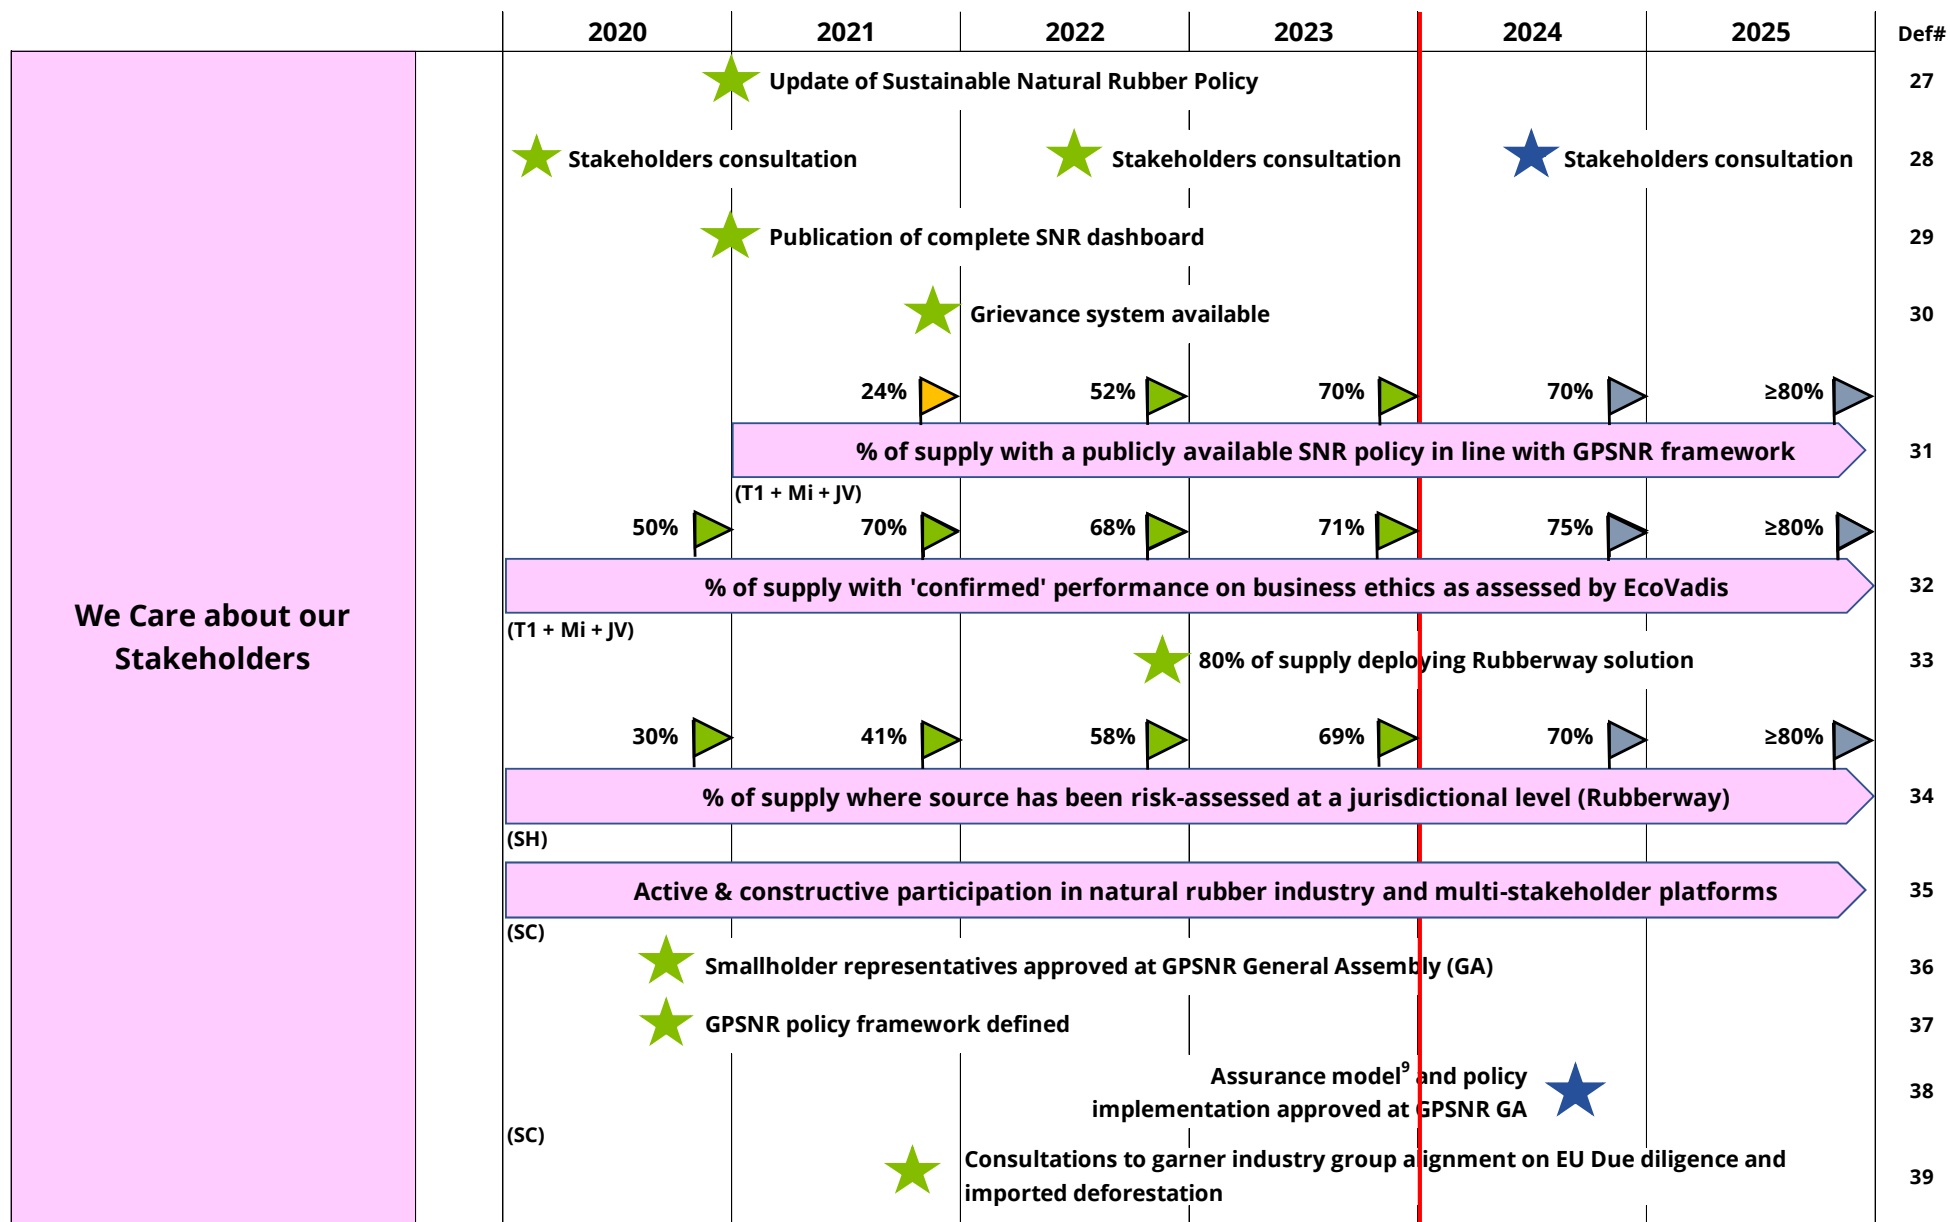 2020 2021 2022 2023 2024 2025 Def#
Update of Sustainable Natural Rubber Policy 27
Stakeholders consultation Stakeholders consultation Stakeholders consultation 28
Publication of complete SNR dashboard 29
Grievance system available 30
24% 52% 70% 70% ≥80%
% of supply with a publicly available SNR policy in line with GPSNR framework 31
(T1 + Mi + JV)
50% 70% 68% 71% 75% ≥80%
% of supply with 'confirmed' performance on business ethics as assessed by EcoVadis 32
We Care about our
Stakeholders
(T1 + Mi + JV)
80% of supply deploying Rubberway solution 33
30% 41% 58% 69% 70% ≥80%
% of supply where source has been risk-assessed at a jurisdictional level (Rubberway) 34
(SH)
Active & constructive participation in natural rubber industry and multi-stakeholder platforms 35
(SC)
Smallholder representatives approved at GPSNR General Assembly (GA) 36
GPSNR policy framework defined 37
Assurance model⁹ and policy
implementation approved at GPSNR GA 38
(SC)
Consultations to garner industry group alignment on EU Due diligence and
imported deforestation 39